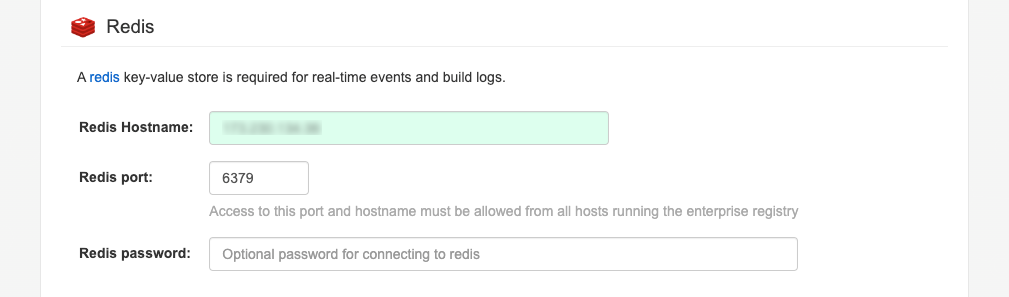 Redis
A redis key-value store is required for real-time events and build logs.
Redis Hostname:
Redis port: 6379
Access to this port and hostname must be allowed from all hosts running the enterprise registry
Redis password: Optional password for connecting to redis